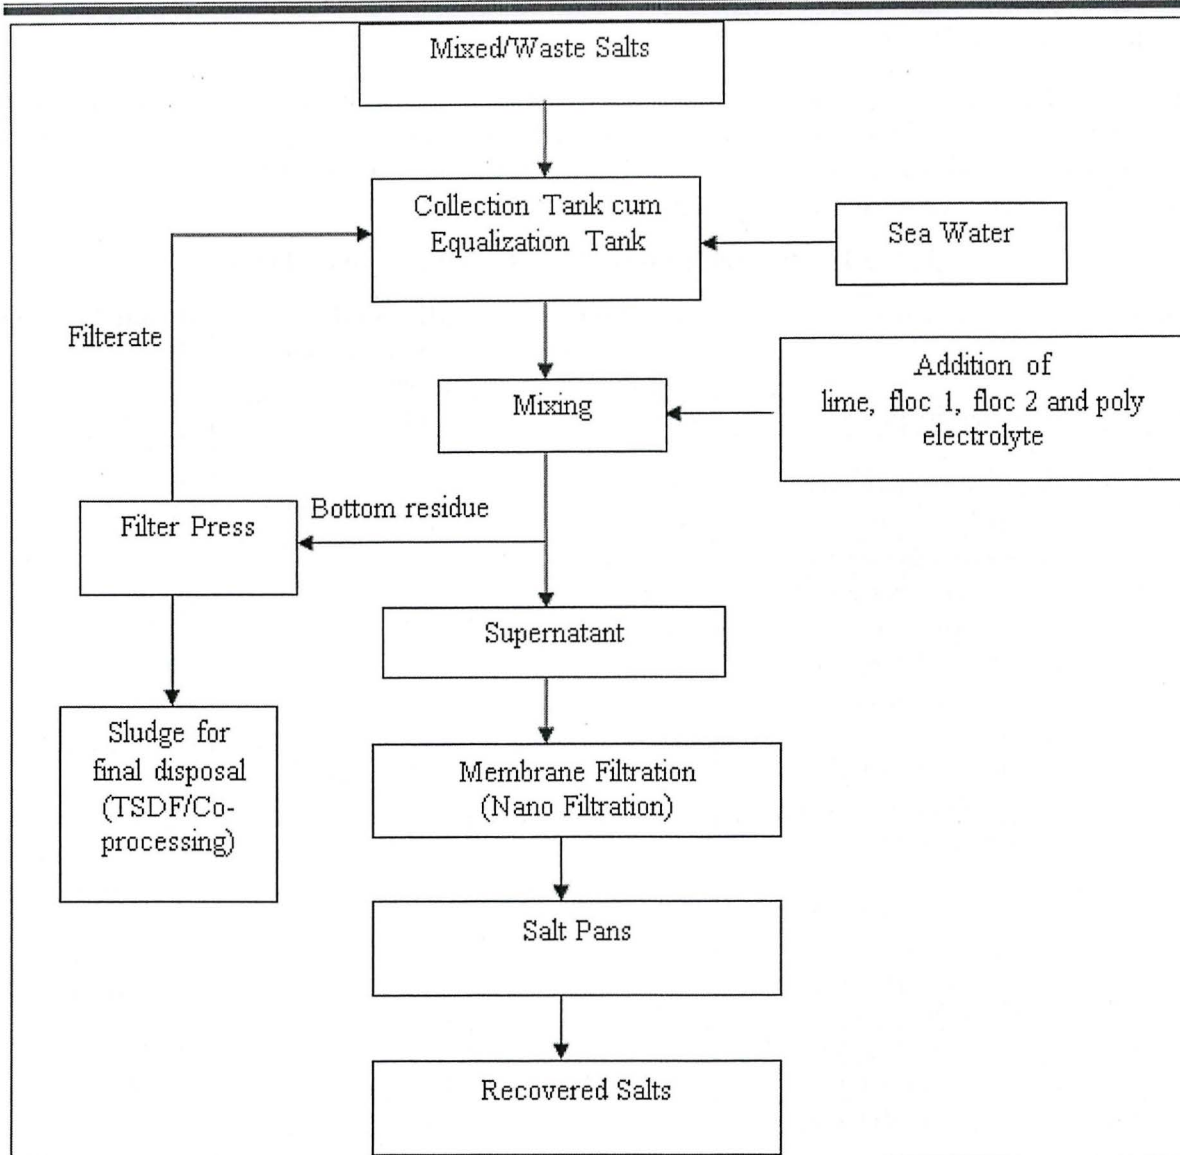 Mixed/Waste Salts
Collection Tank cum
Equalization Tank
Sea Water
Filterate
Addition of
lime, floc 1, floc 2 and poly
electrolyte
Mixing
Bottom residue
Filter Press
Supernatant
Sludge for
final disposal
(TSDF/Co-
processing)
Membrane Filtration
(Nano Filtration)
Salt Pans
Recovered Salts